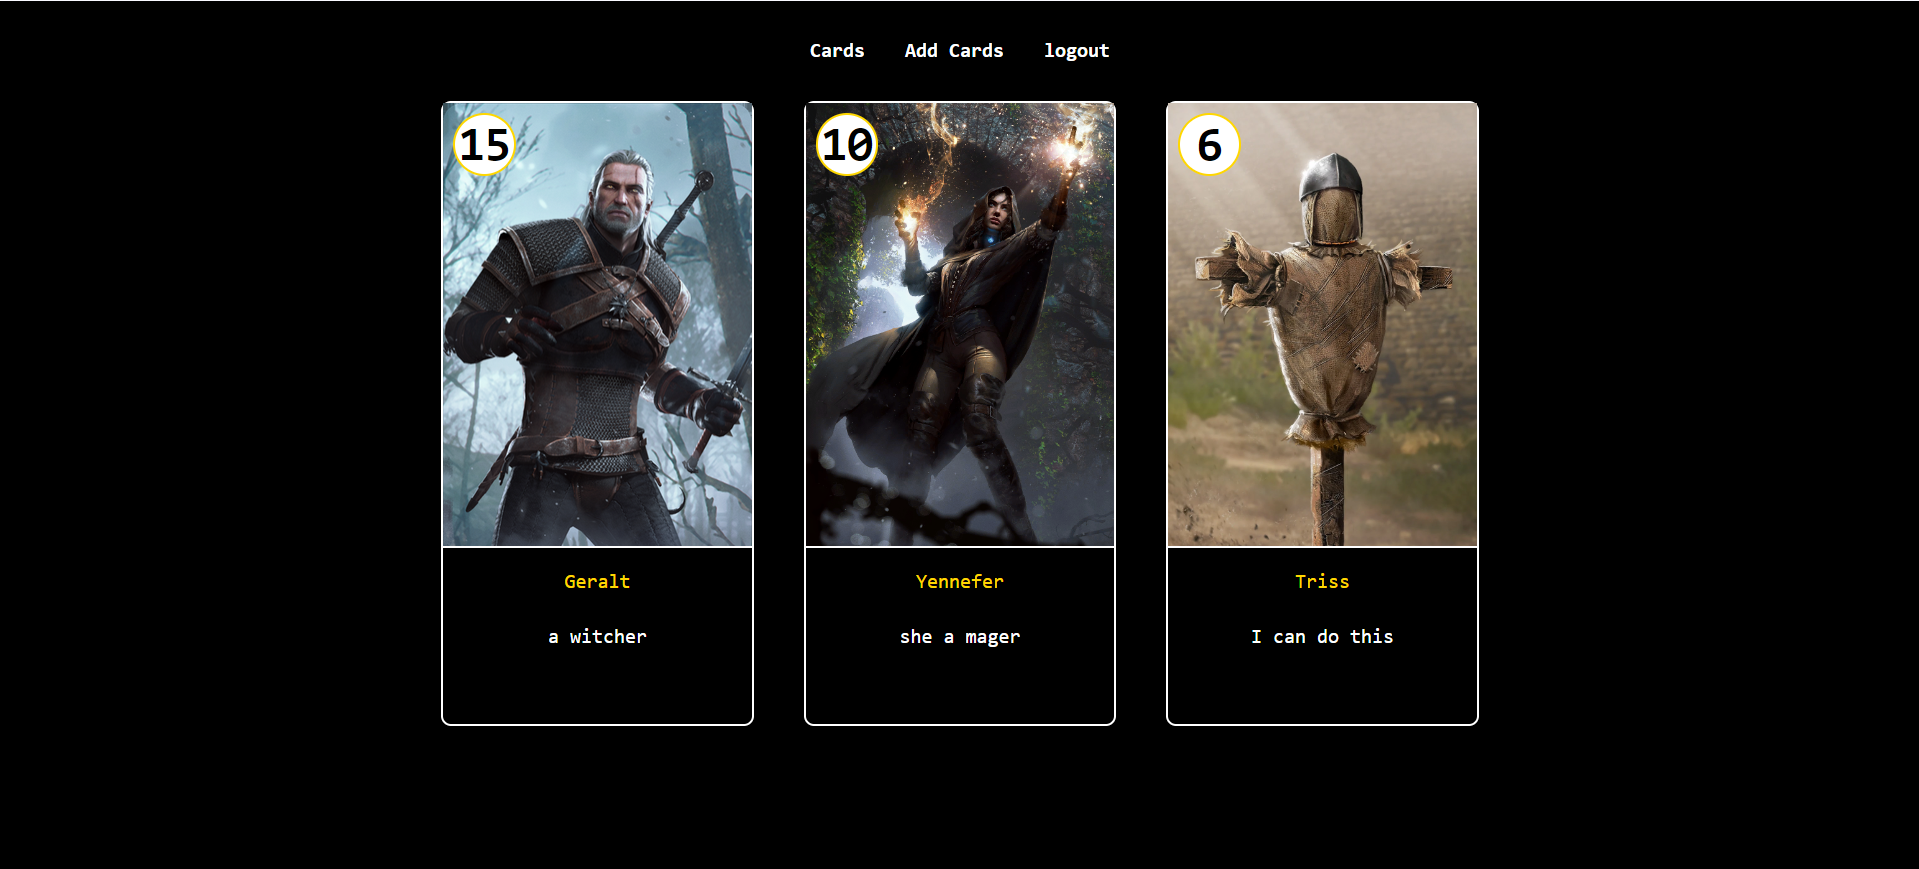 Cards Add Cards logout
15
10
6
Geralt
a witcher
Yennefer
she a mager
Triss
I can do this